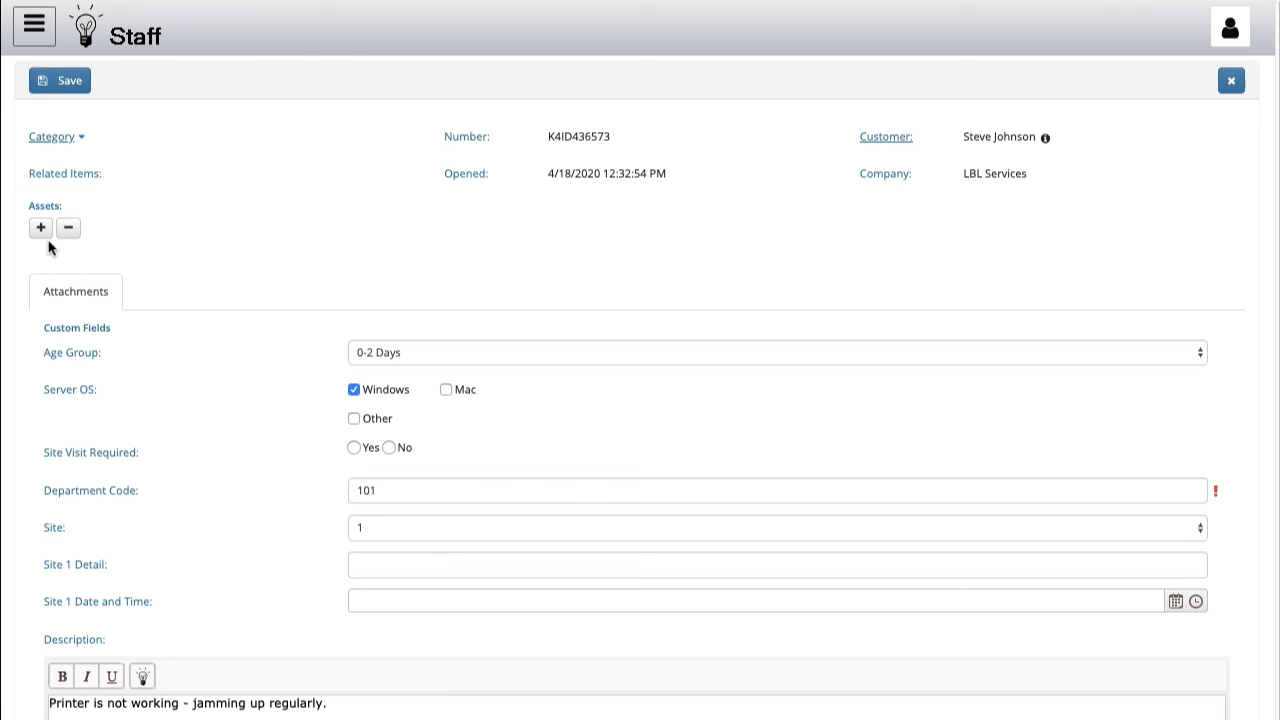 Staff
Save
Category Number: K4ID436573 Customer: Steve Johnson
Related Items: Opened: 4/18/2020 12:32:54 PM Company: LBL Services
Assets:
+ -
Attachments
Custom Fields
Age Group: 0-2 Days
Server OS: Windows Mac
Other
Site Visit Required: Yes No
Department Code: 101 !
Site: 1
Site 1 Detail:
Site 1 Date and Time:
Description:
B I U
Printer is not working - jamming up regularly.